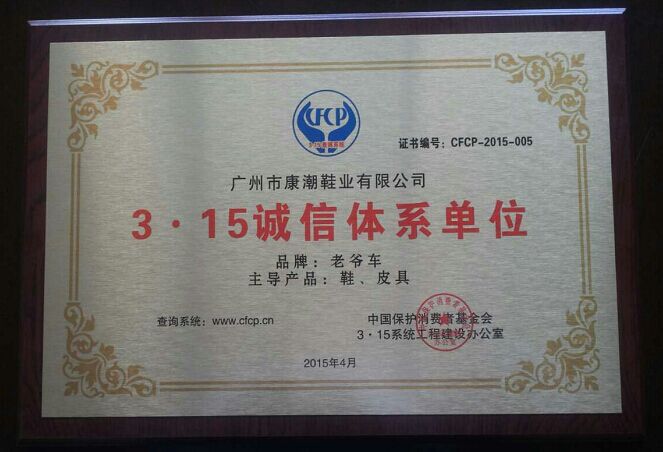 CFCP
证书编号：CFCP-2015-005
广州市康潮鞋业有限公司
3·15诚信体系单位
品牌：老爷车
主导产品：鞋、皮具
查询系统：www.cfcp.cn
中国保护消费者基金会
3·15系统工程建设办公室
2015年4月